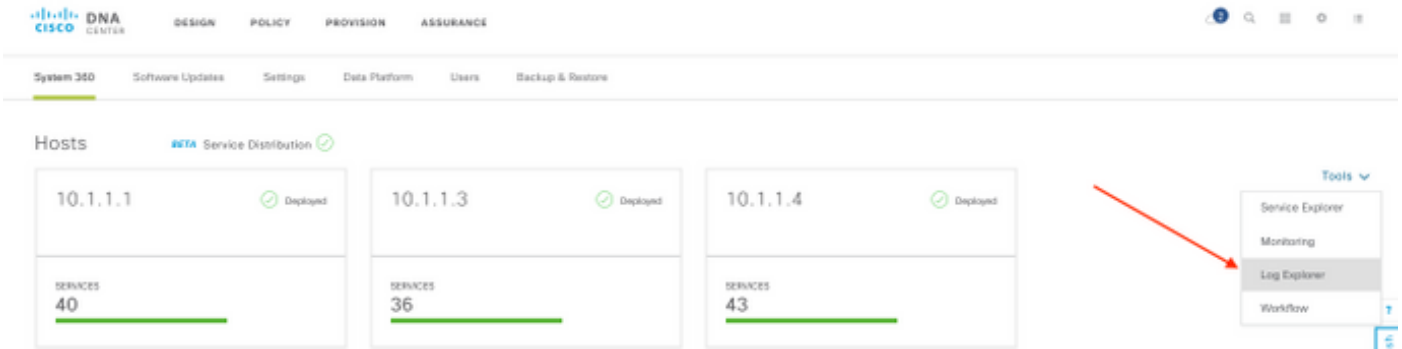 CISCO DNA CENTER DESIGN POLICY PROVISION ASSURANCE 2
System 360 Software Updates Settings Data Platform Users Backup & Restore
Hosts BETA Service Distribution
Tools
10.1.1.1 Deployed 10.1.1.3 Deployed 10.1.1.4 Deployed
Service Explorer
Monitoring
Log Explorer
Workflow
SERVICES SERVICES SERVICES
40 36 43